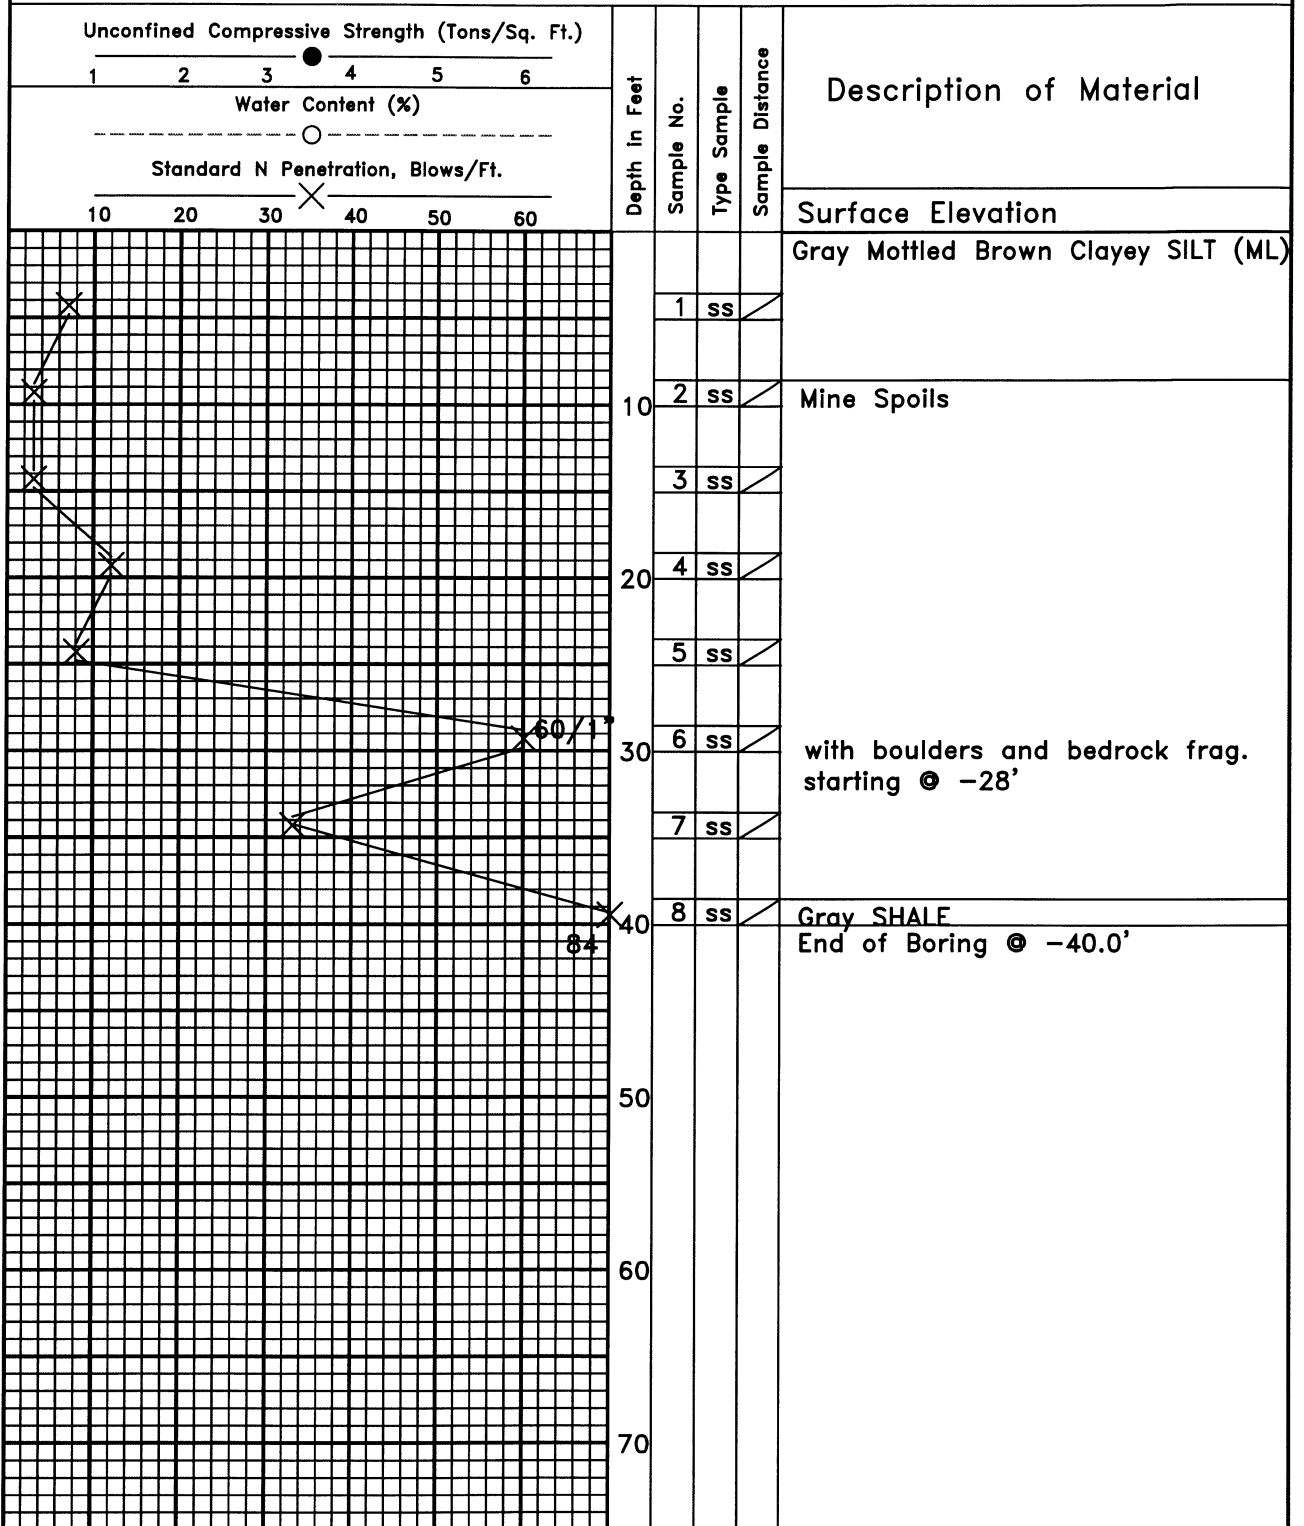 Unconfined Compressive Strength (Tons/Sq. Ft.)
1 2 3 4 5 6
Water Content (%)
Standard N Penetration, Blows/Ft.
10 20 30 40 50 60
Depth in Feet
Sample No.
Type Sample
Sample Distance
Description of Material
Surface Elevation
Gray Mottled Brown Clayey SILT (ML)
1 ss
10 2 ss Mine Spoils
3 ss
20 4 ss
5 ss
60/1"
30 6 ss with boulders and bedrock frag.
starting @ -28'
7 ss
40 8 ss Gray SHALE
84 End of Boring @ -40.0'
50
60
70